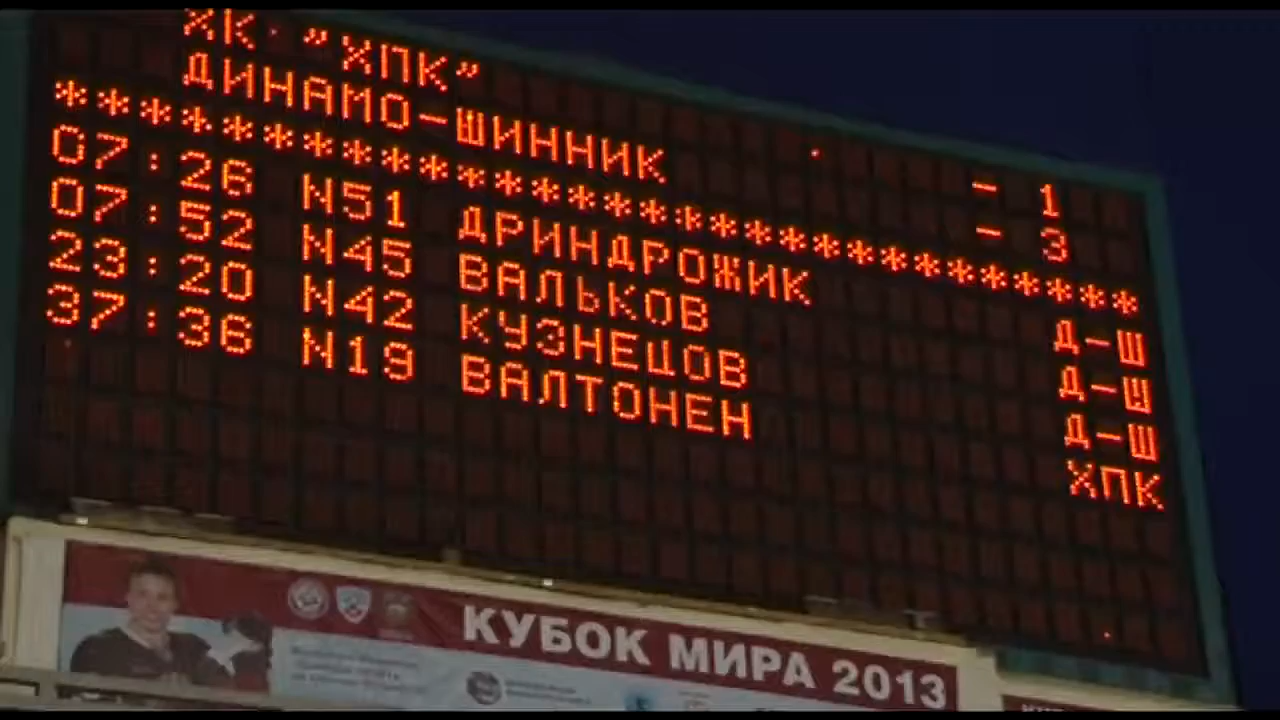 ХК "ХПК" - 1
ДИНАМО-ШИННИК - 3
****************************
07:26 N51 ДРИНДРОЖИК Д-Ш
07:52 N45 ВАЛЬКОВ Д-Ш
23:20 N42 КУЗНЕЦОВ Д-Ш
37:36 N19 ВАЛТОНЕН ХПК
КУБОК МИРА 2013